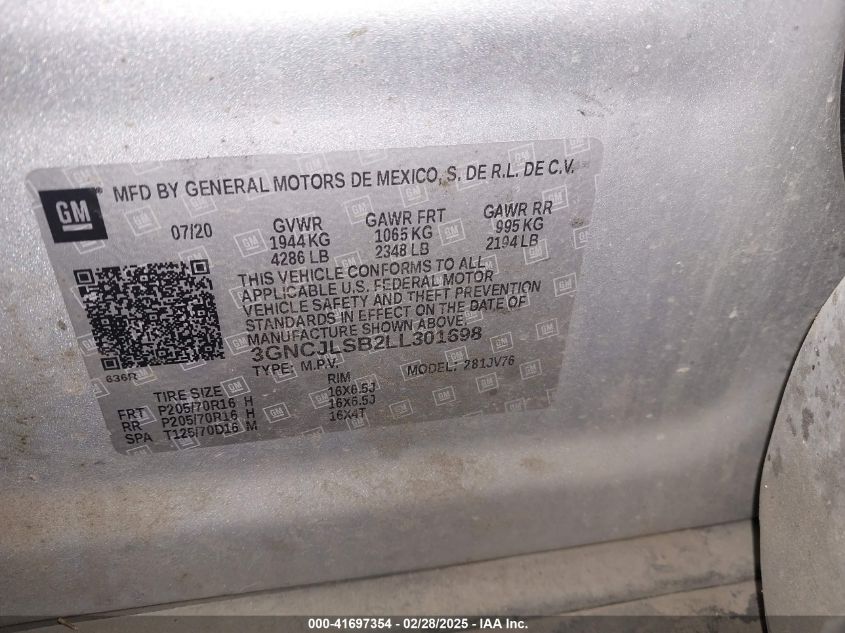 GM
MFD BY GENERAL MOTORS DE MEXICO, S. DE R.L. DE C.V.
07/20 GVWR GAWR FRT GAWR RR
1944 KG 1065 KG 995 KG
4286 LB 2348 LB 2194 LB
THIS VEHICLE CONFORMS TO ALL
APPLICABLE U.S. FEDERAL MOTOR
VEHICLE SAFETY AND THEFT PREVENTION
STANDARDS IN EFFECT ON THE DATE OF
MANUFACTURE SHOWN ABOVE.
3GNCJLSB2LL301698
636R TYPE: M.P.V. MODEL: 281JV76
TIRE SIZE RIM
FRT P205/70R16 H 16X6.5J
RR P205/70R16 H 16X6.5J
SPA T125/70D16 M 16X4T
000-41697354 - 02/28/2025 - IAA Inc.